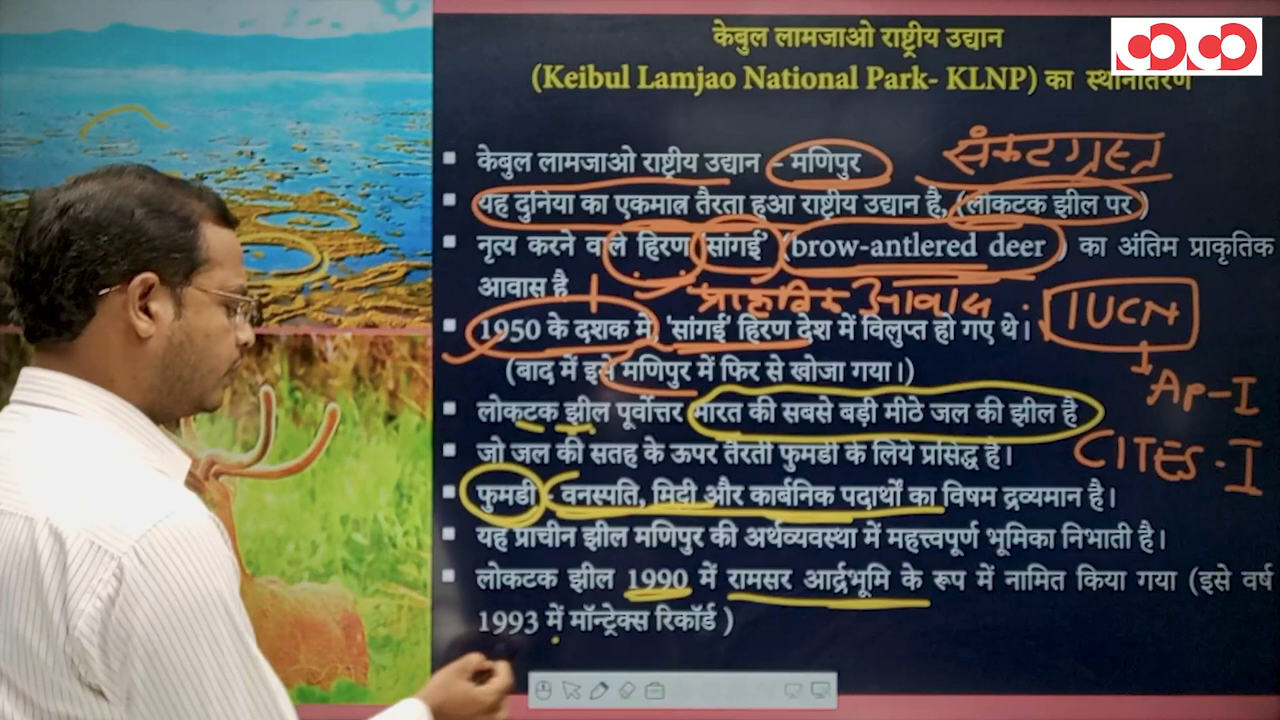 केबुल लामजाओ राष्ट्रीय उद्यान
(Keibul Lamjao National Park- KLNP) का स्थानांतरण
केबुल लामजाओ राष्ट्रीय उद्यान - मणिपुर
संकटग्रस्त
यह दुनिया का एकमात्र तैरता हुआ राष्ट्रीय उद्यान है, (लोकटक झील पर )
नृत्य करने वाले हिरण 'सांगई' (brow-antlered deer ) का अंतिम प्राकृतिक
आवास है
प्राकृतिक आवास
IUCN
1950 के दशक मे, 'सांगई' हिरण देश में विलुप्त हो गए थे।
(बाद में इसे मणिपुर में फिर से खोजा गया।)
AP-I
लोकटक झील पूर्वोत्तर भारत की सबसे बड़ी मीठे जल की झील है
CITES-I
जो जल की सतह के ऊपर तैरती फुमडी के लिये प्रसिद्ध है।
फुमडी - वनस्पति, मिट्टी और कार्बनिक पदार्थों का विषम द्रव्यमान है।
यह प्राचीन झील मणिपुर की अर्थव्यवस्था में महत्त्वपूर्ण भूमिका निभाती है।
लोकटक झील 1990 में रामसर आर्द्रभूमि के रूप में नामित किया गया (इसे वर्ष
1993 में मॉन्ट्रेक्स रिकॉर्ड )